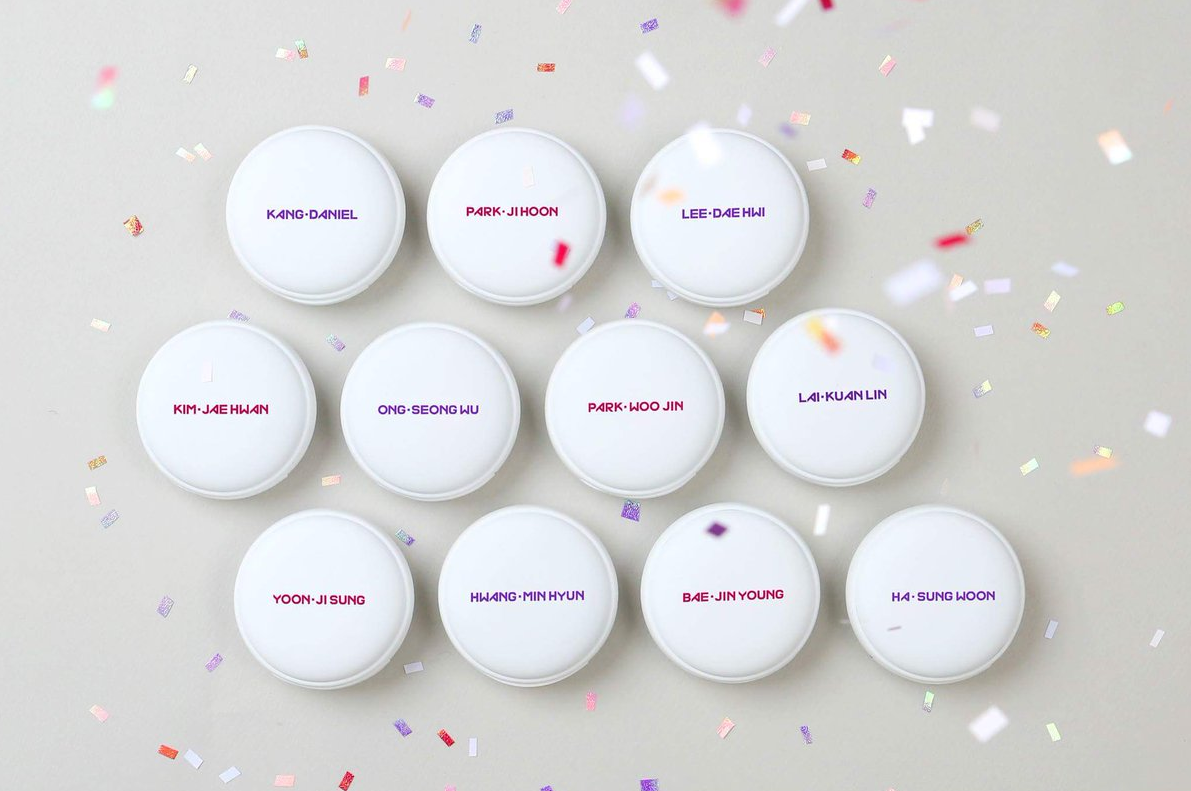 KANG·DANIEL
PARK·JI HOON
LEE·DAE HWI
KIM·JAE HWAN
ONG·SEONG WU
PARK·WOO JIN
LAI·KUAN LIN
YOON·JI SUNG
HWANG·MIN HYUN
BAE·JIN YOUNG
HA·SUNG WOON